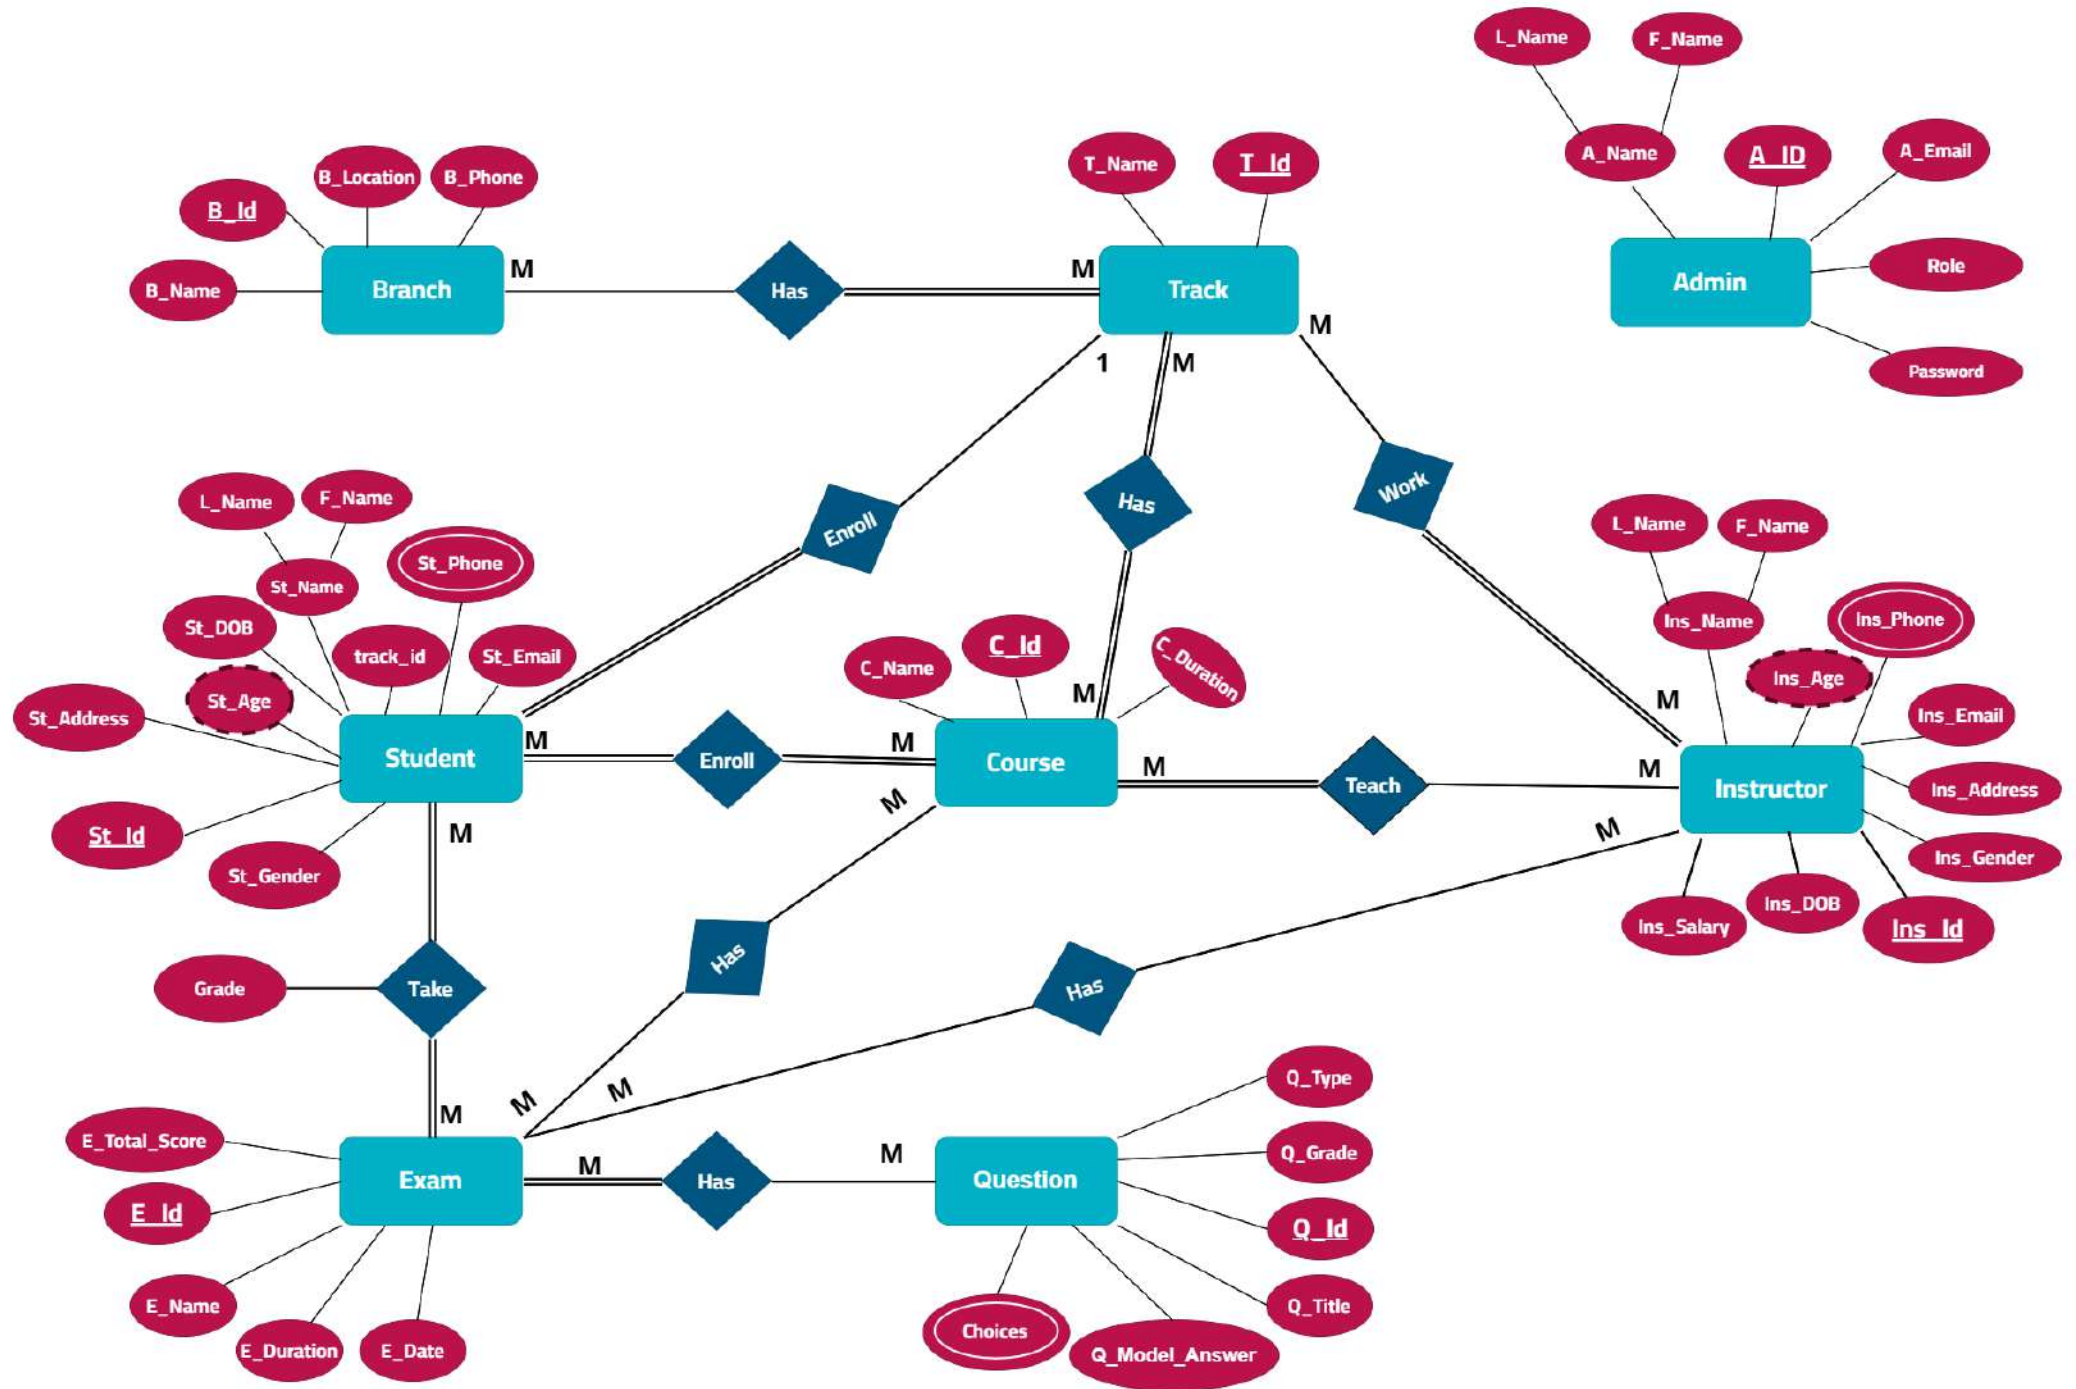 L_Name
F_Name
A_Name
A_ID
A_Email
Role
Password
Admin
T_Name
T_Id
Track
B_Location
B_Phone
B_Id
B_Name
Branch
M
Has
M
1
M
M
Enroll
Has
Work
L_Name
F_Name
St_Name
St_Phone
St_DOB
track_id
St_Email
St_Age
St_Address
St_Id
St_Gender
Student
M
Enroll
M
C_Name
C_Id
C_Duration
M
Course
M
M
Teach
M
M
L_Name
F_Name
Ins_Name
Ins_Phone
Ins_Age
Ins_Email
Ins_Address
Ins_Gender
Ins_Id
Ins_DOB
Ins_Salary
Instructor
M
M
Grade
Take
Has
Has
M
M
M
E_Total_Score
E_Id
E_Name
E_Duration
E_Date
Exam
M
Has
M
Question
Q_Type
Q_Grade
Q_Id
Q_Title
Q_Model_Answer
Choices